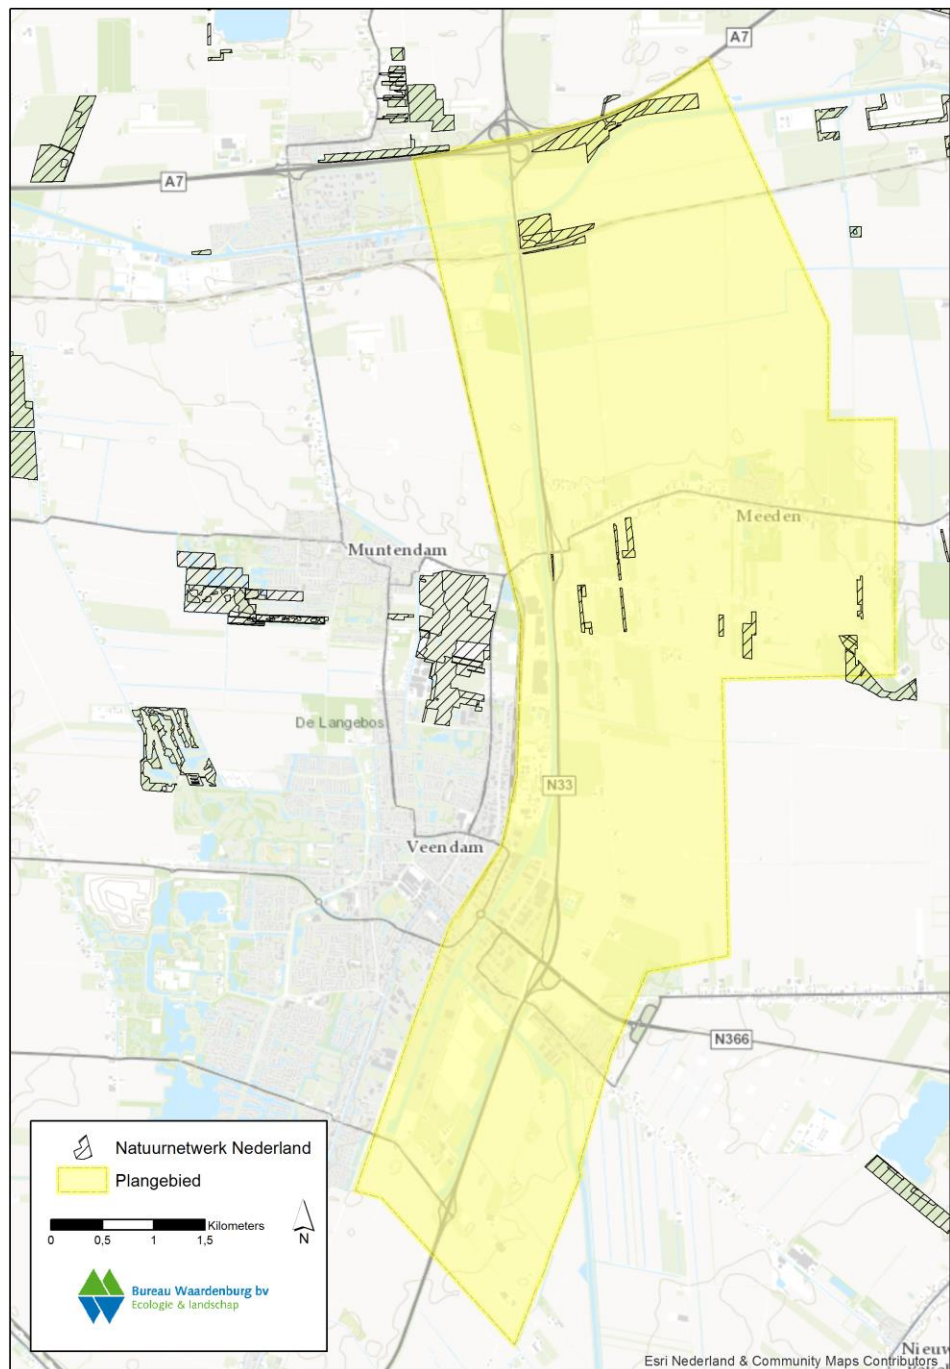 A7
A7
Muntendam
Meeden
De Langebos
N33
Veendam
N366
Natuurnetwerk Nederland
Plangebied
Kilometers
0 0,5 1 1,5
N
Bureau Waardenburg bv
Ecologie & landschap
Esri Nederland & Community Maps Contributors